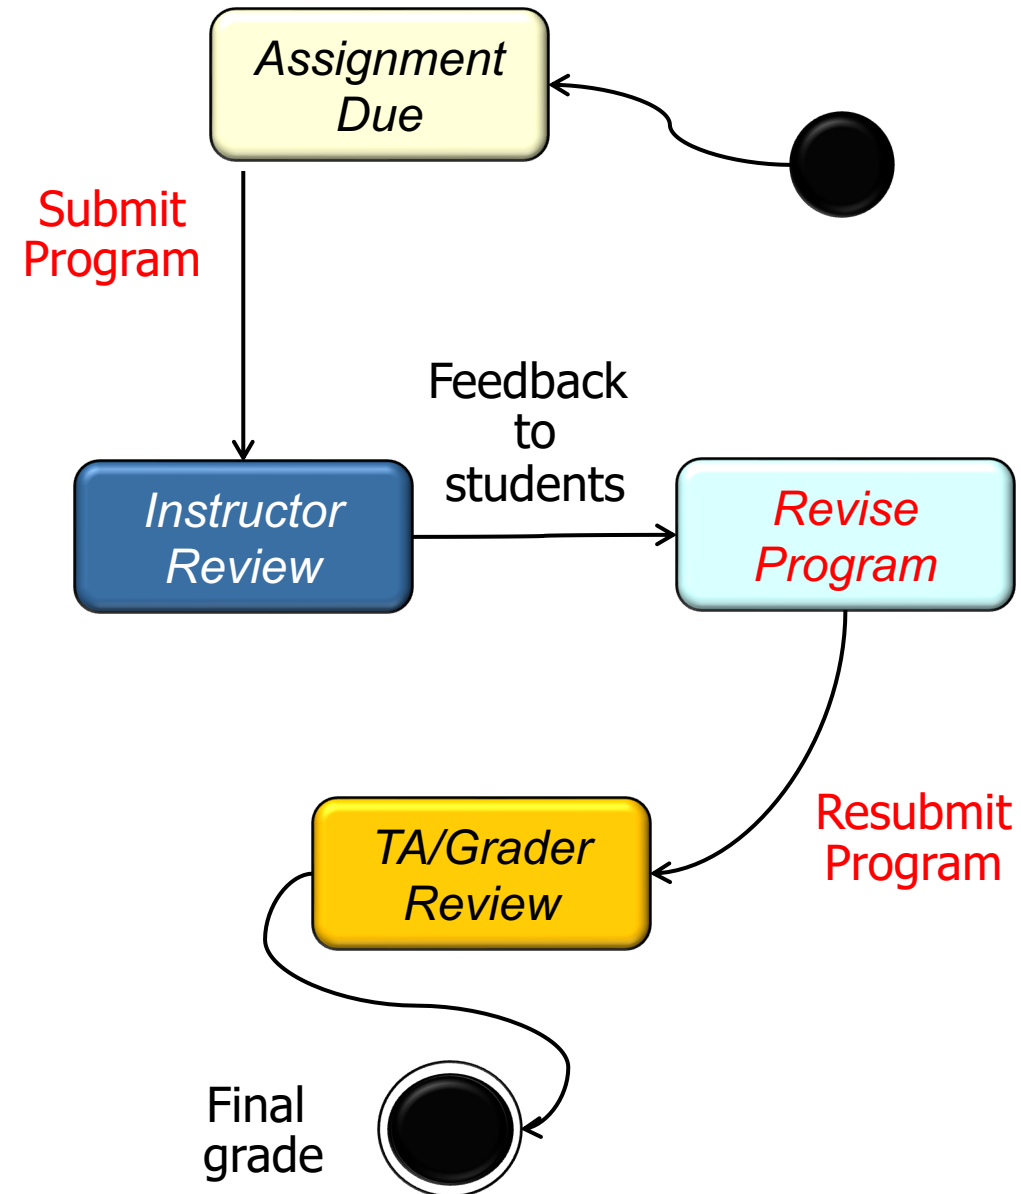 Assignment
Due
Submit
Program
Feedback
to
students
Instructor
Review
Revise
Program
Resubmit
Program
TA/Grader
Review
Final
grade